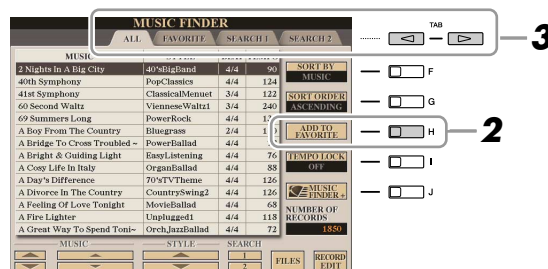 MUSIC FINDER
TAB
ALL FAVORITE SEARCH 1 SEARCH 2
3
MUSIC STYLE
2 Nights In A Big City 40'sBigBand 4/4 90
40th Symphony PopClassics 4/4 124
41st Symphony ClassicalMenuet 3/4 122
60 Second Waltz VienneseWaltz1 3/4 240
69 Summers Long PowerRock 4/4
A Boy From The Country Bluegrass 2/4
A Bridge To Cross Troubled ~ PowerBallad 4/4
A Bright & Guiding Light EasyListening 4/4 76
A Cosy Life In Italy OrganBallad 4/4 88
A Day's Difference 70'sTVTheme 4/4 126
A Divorce In The Country CountrySwing2 4/4 126
A Feeling Of Love Tonight MovieBallad 4/4 68
A Fire Lighter Unplugged1 4/4 118
A Great Way To Spend Toni~ Orch.JazzBallad 4/4 72
SORT BY
MUSIC
F
SORT ORDER
ASCENDING
G
ADD TO
FAVORITE
H
2
TEMPO LOCK
OFF
I
MUSIC
FINDER +
J
NUMBER OF
RECORDS
1850
MUSIC STYLE SEARCH
1
2
FILES
RECORD
EDIT